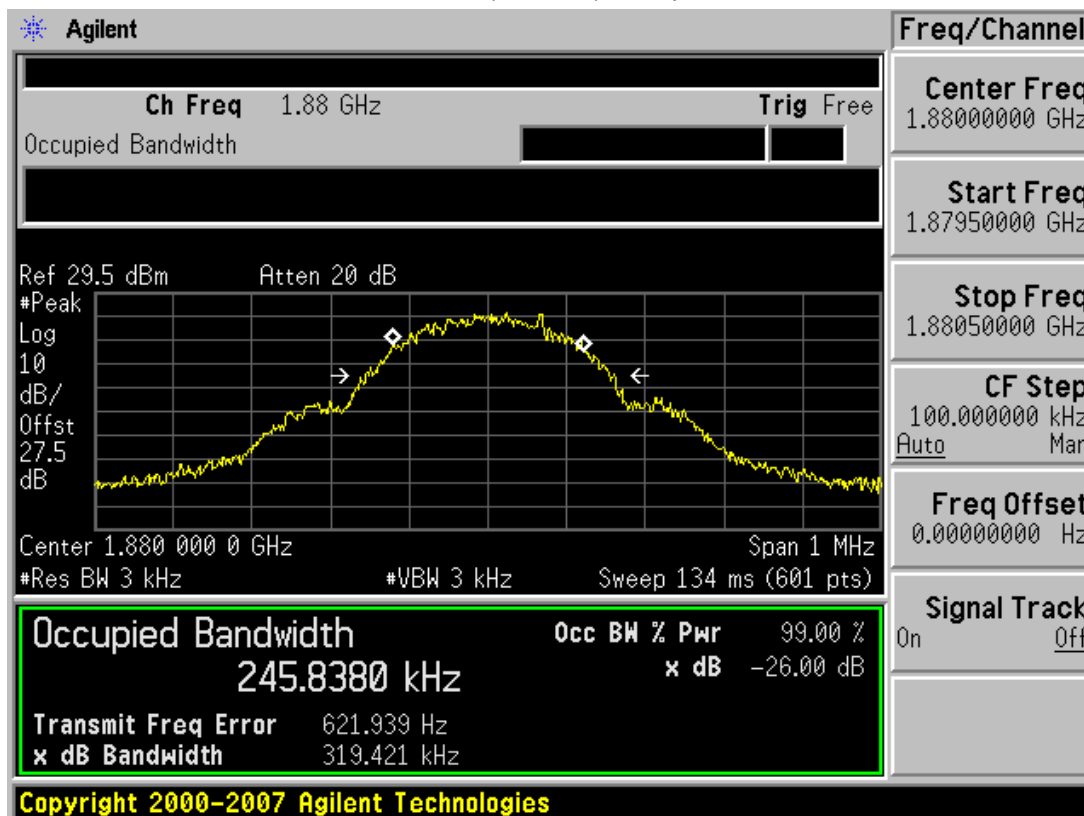 Agilent
Freq/Channel
Ch Freq 1.88 GHz Trig Free
Occupied Bandwidth
Center Freq
1.88000000 GHz
Start Freq
1.87950000 GHz
Stop Freq
1.88050000 GHz
CF Step
100.000000 kHz
Auto Man
Freq Offset
0.00000000 Hz
Signal Track
On Off
Ref 29.5 dBm Atten 20 dB
#Peak
Log
10
dB/
Offst
27.5
dB
Center 1.880 000 0 GHz Span 1 MHz
#Res BW 3 kHz #VBW 3 kHz Sweep 134 ms (601 pts)
Occupied Bandwidth Occ BW % Pwr 99.00 %
245.8380 kHz x dB -26.00 dB
Transmit Freq Error 621.939 Hz
x dB Bandwidth 319.421 kHz
Copyright 2000-2007 Agilent Technologies